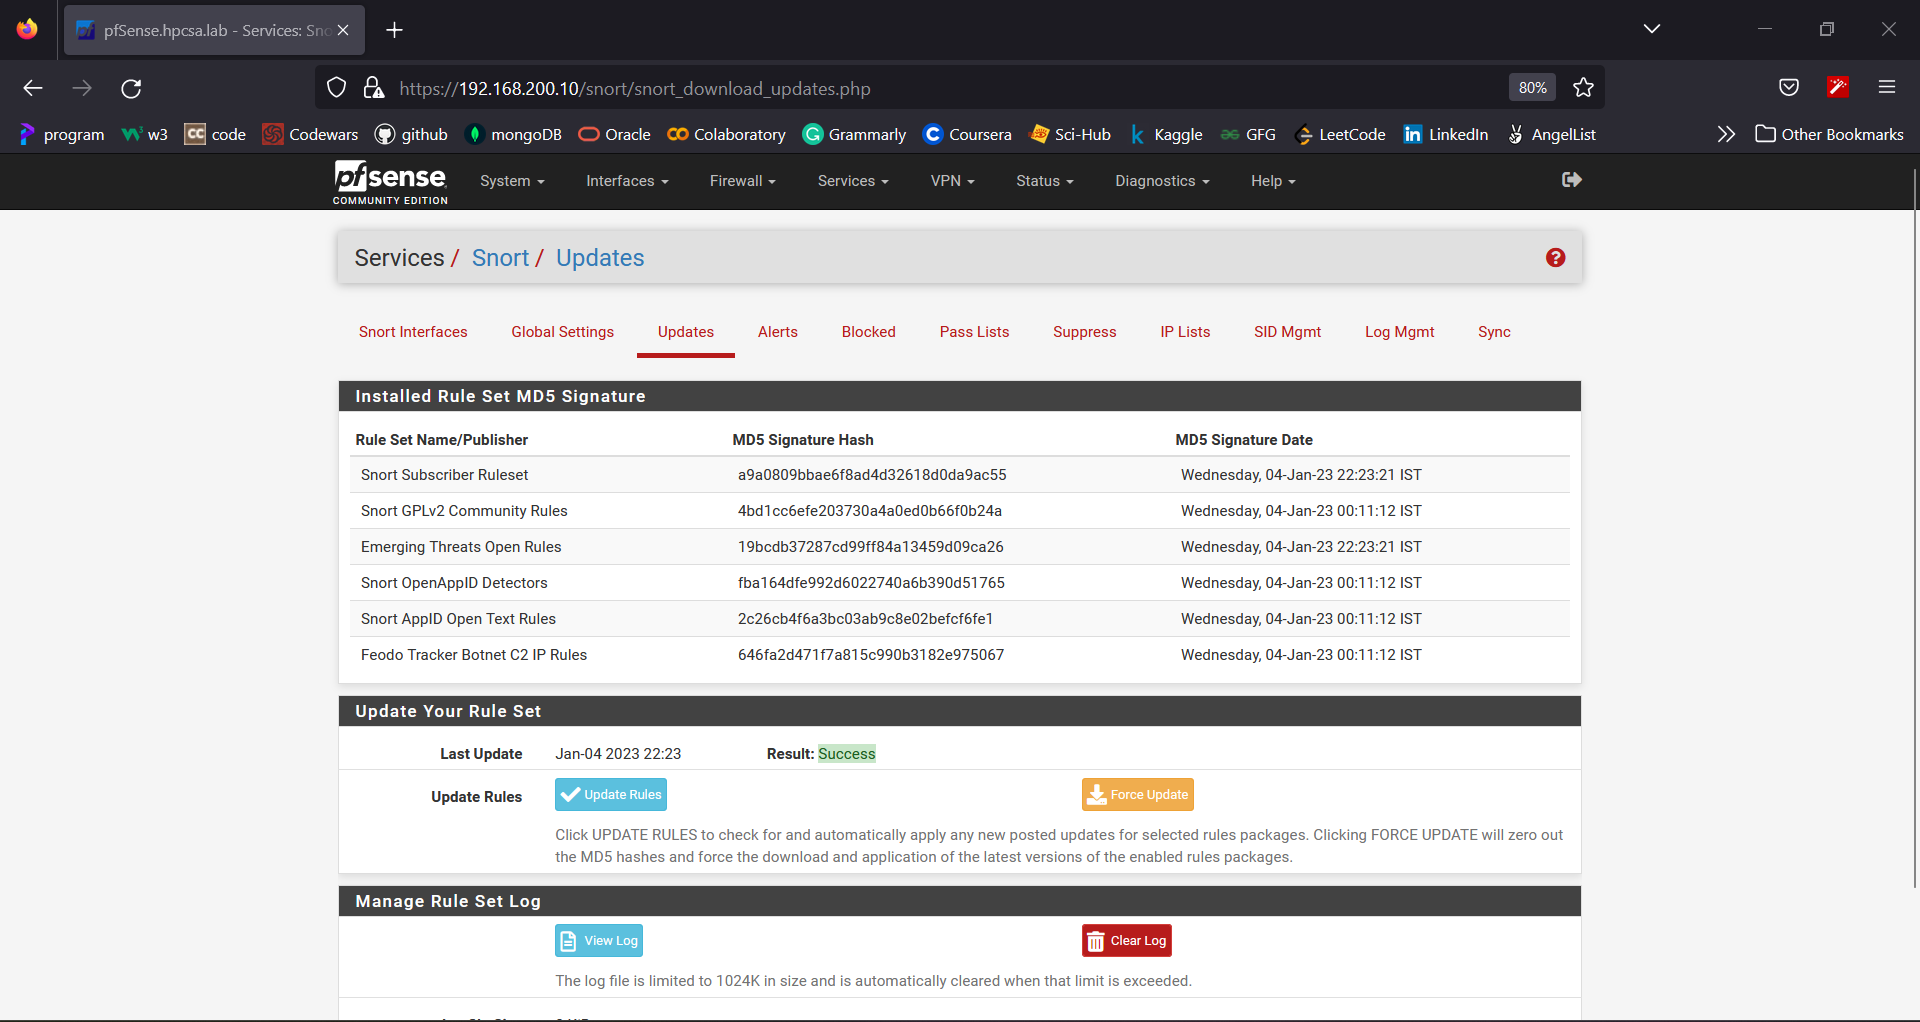 pfSense.hpcsa.lab - Services: Sno
https://192.168.200.10/snort/snort_download_updates.php 80%
program w3 code Codewars github mongoDB Oracle Colaboratory Grammarly Coursera Sci-Hub Kaggle GFG LeetCode LinkedIn AngelList Other Bookmarks
pfsense System Interfaces Firewall Services VPN Status Diagnostics Help
COMMUNITY EDITION
Services / Snort / Updates
Snort Interfaces Global Settings Updates Alerts Blocked Pass Lists Suppress IP Lists SID Mgmt Log Mgmt Sync
Installed Rule Set MD5 Signature
Rule Set Name/Publisher MD5 Signature Hash MD5 Signature Date
Snort Subscriber Ruleset a9a0809bbae6f8ad4d32618d0da9ac55 Wednesday, 04-Jan-23 22:23:21 IST
Snort GPLv2 Community Rules 4bd1cc6efe203730a4a0ed0b66f0b24a Wednesday, 04-Jan-23 00:11:12 IST
Emerging Threats Open Rules 19bcdb37287cd99ff84a13459d09ca26 Wednesday, 04-Jan-23 22:23:21 IST
Snort OpenAppID Detectors fba164dfe992d6022740a6b390d51765 Wednesday, 04-Jan-23 00:11:12 IST
Snort AppID Open Text Rules 2c26cb4f6a3bc03ab9c8e02befcf6fe1 Wednesday, 04-Jan-23 00:11:12 IST
Feodo Tracker Botnet C2 IP Rules 646fa2d471f7a815c990b3182e975067 Wednesday, 04-Jan-23 00:11:12 IST
Update Your Rule Set
Last Update Jan-04 2023 22:23 Result: Success
Update Rules Update Rules Force Update
Click UPDATE RULES to check for and automatically apply any new posted updates for selected rules packages. Clicking FORCE UPDATE will zero out
the MD5 hashes and force the download and application of the latest versions of the enabled rules packages.
Manage Rule Set Log
View Log Clear Log
The log file is limited to 1024K in size and is automatically cleared when that limit is exceeded.